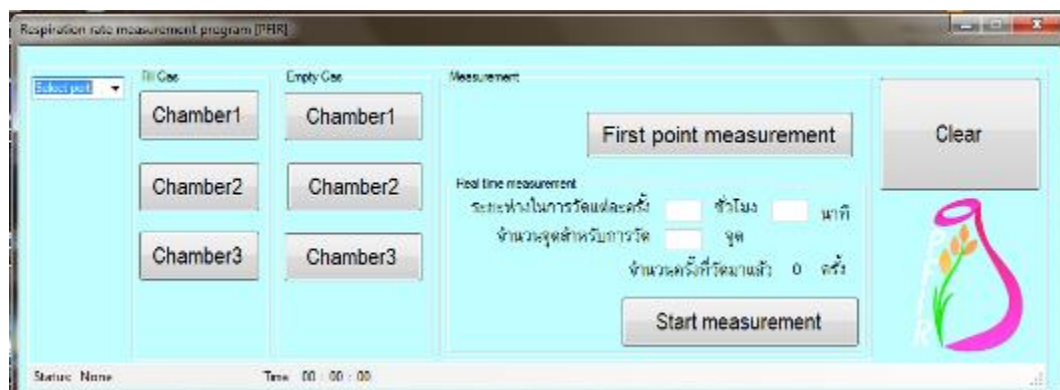 Respiration rate measurement program [PFIR]
Select port
Fill Gas
Chamber1
Chamber2
Chamber3
Empty Gas
Chamber1
Chamber2
Chamber3
Measurement
First point measurement
Real time measurement
ระยะห่างในการวัดแต่ละครั้ง ชั่วโมง นาที
จำนวนจุดสำหรับการวัด จุด
จำนวนครั้งที่วัดมาแล้ว 0 ครั้ง
Start measurement
Clear
PFIR
Status: None
Time 00 : 00 : 00